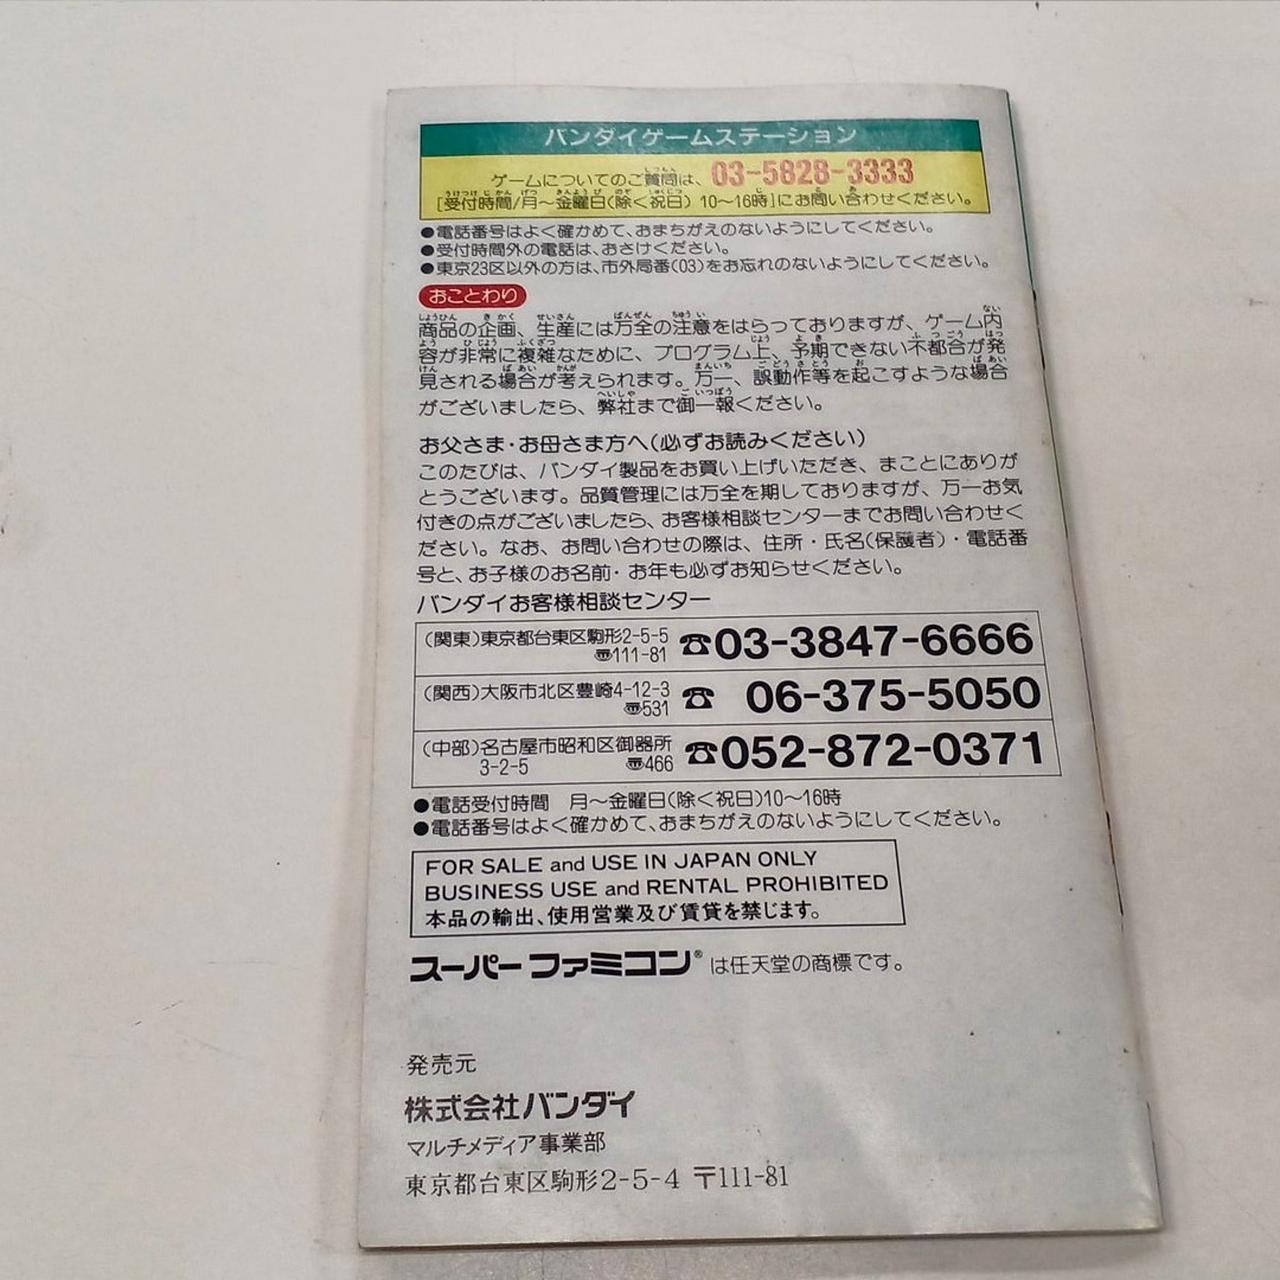 バンダイゲームステーション
ゲームについてのご質問は、03-5828-3333
[受付時間/月～金曜日(除く祝日) 10～16時]にお問い合わせください。
●電話番号はよく確かめて、おまちがえのないようにしてください。
●受付時間外の電話は、おさけください。
●東京23区以外の方は、市外局番(03)をお忘れのないようにしてください。
おことわり
商品の企画、生産には万全の注意をはらっておりますが、ゲーム内
容が非常に複雑なために、プログラム上、予期できない不都合が発
見される場合が考えられます。万一、誤動作等を起こすような場合
がございましたら、弊社まで御一報ください。
お父さま・お母さま方へ(必ずお読みください)
このたびは、バンダイ製品をお買い上げいただき、まことにありが
とうございます。品質管理には万全を期しておりますが、万一お気
付きの点がございましたら、お客様相談センターまでお問い合わせく
ださい。なお、お問い合わせの際は、住所・氏名(保護者)・電話番
号と、お子様のお名前・お年も必ずお知らせください。
バンダイお客様相談センター
(関東)東京都台東区駒形2-5-5
〠111-81
☎03-3847-6666
(関西)大阪市北区豊崎4-12-3
〠531
☎ 06-375-5050
(中部)名古屋市昭和区御器所
3-2-5 〠466
☎052-872-0371
●電話受付時間 月～金曜日(除く祝日)10～16時
●電話番号はよく確かめて、おまちがえのないようにしてください。
FOR SALE and USE IN JAPAN ONLY
BUSINESS USE and RENTAL PROHIBITED
本品の輸出、使用営業及び賃貸を禁じます。
スーパーファミコン®は任天堂の商標です。
発売元
株式会社バンダイ
マルチメディア事業部
東京都台東区駒形2-5-4 〒111-81